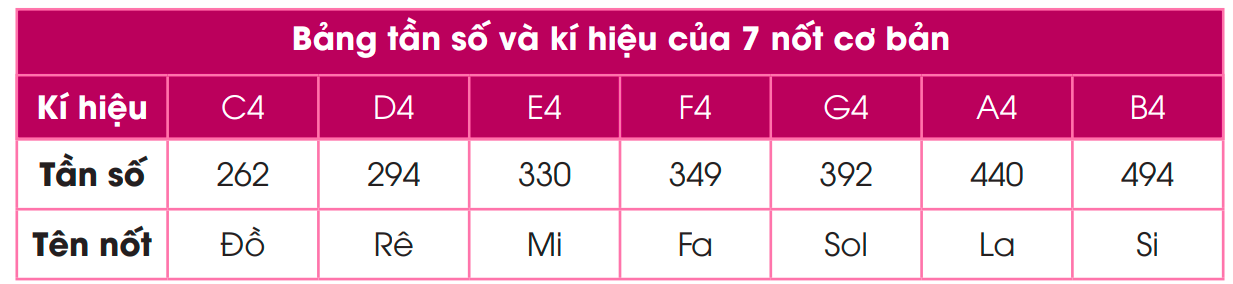 Bảng tần số và kí hiệu của 7 nốt cơ bản
Kí hiệu C4 D4 E4 F4 G4 A4 B4
Tần số 262 294 330 349 392 440 494
Tên nốt Đồ Rê Mi Fa Sol La Si